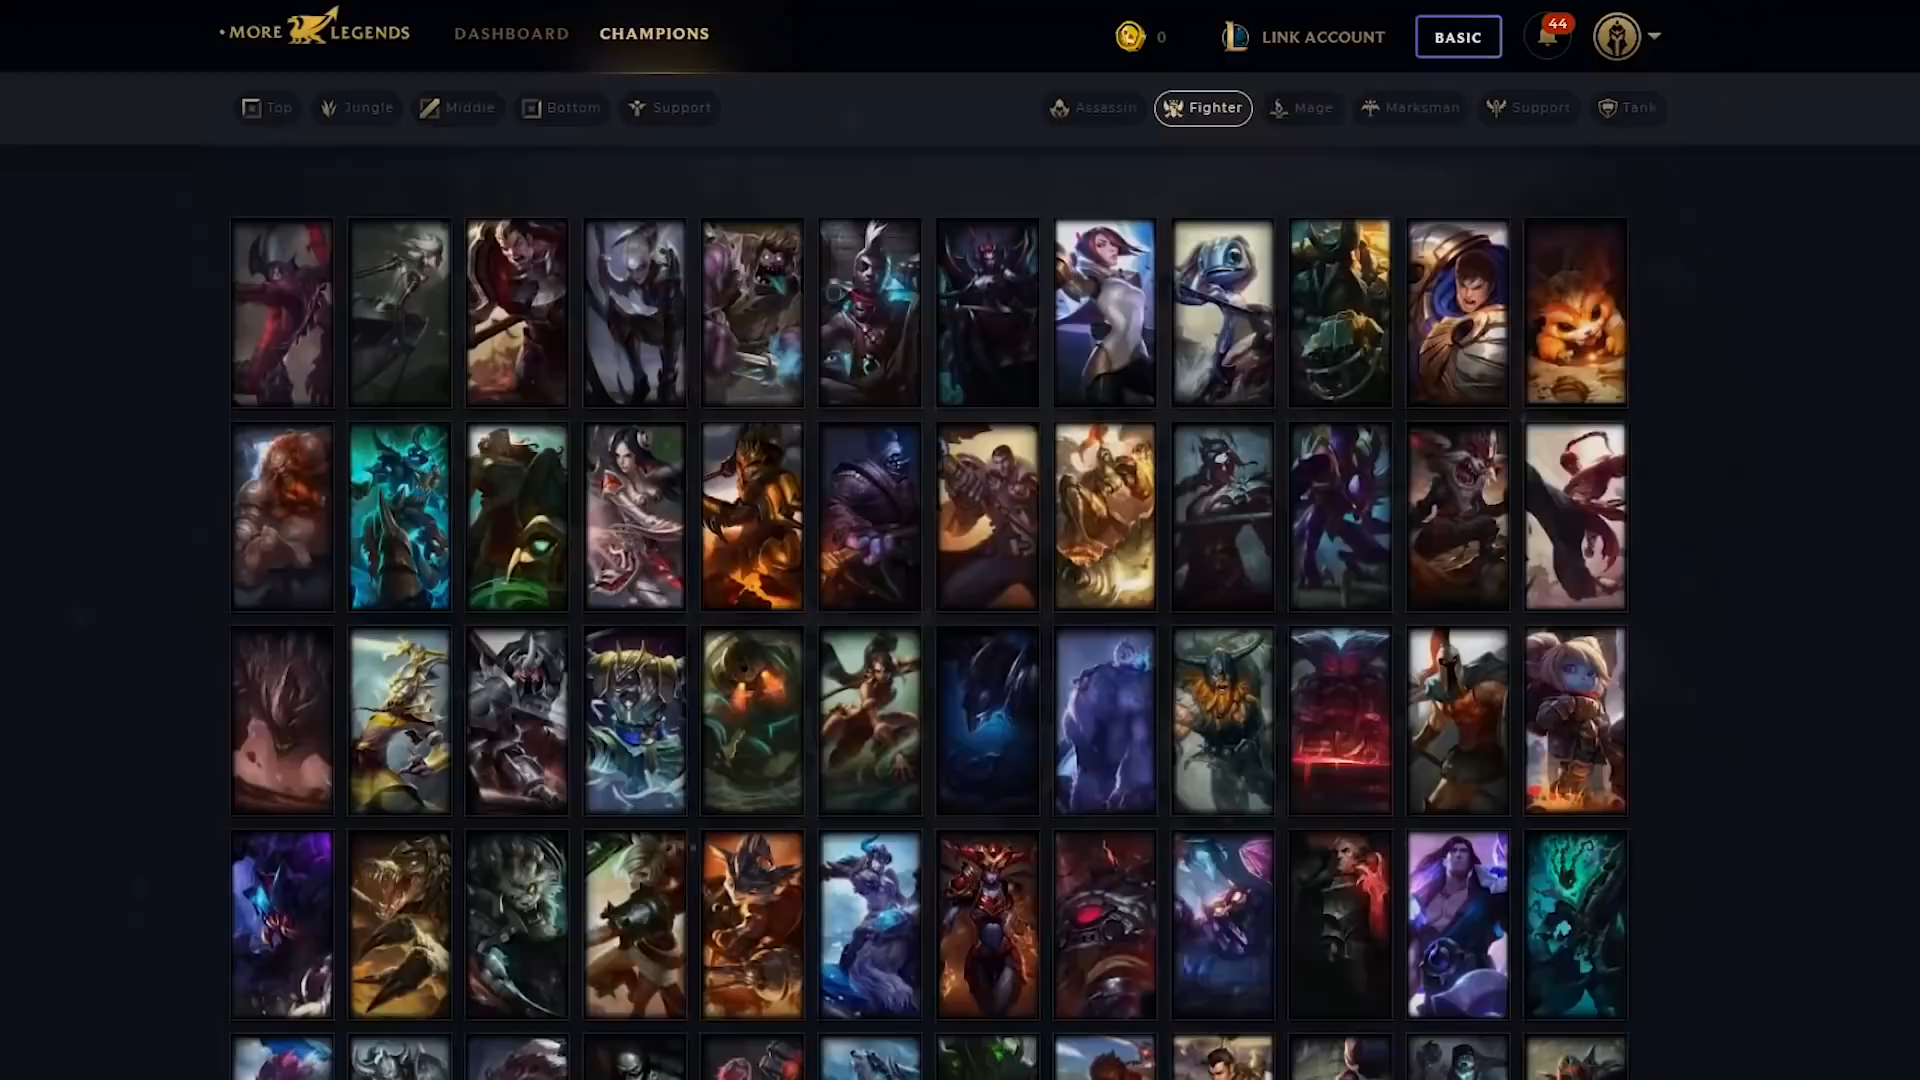 MORE LEGENDS DASHBOARD CHAMPIONS 0 LINK ACCOUNT BASIC 44
Top Jungle Middle Bottom Support Assassin Fighter Mage Marksman Support Tank